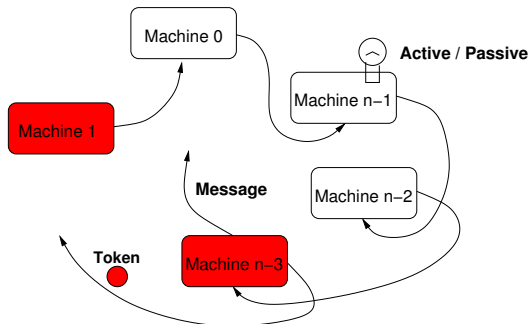 Machine 0
Active / Passive
Machine n−1
Machine 1
Message
Machine n−2
Token
Machine n−3